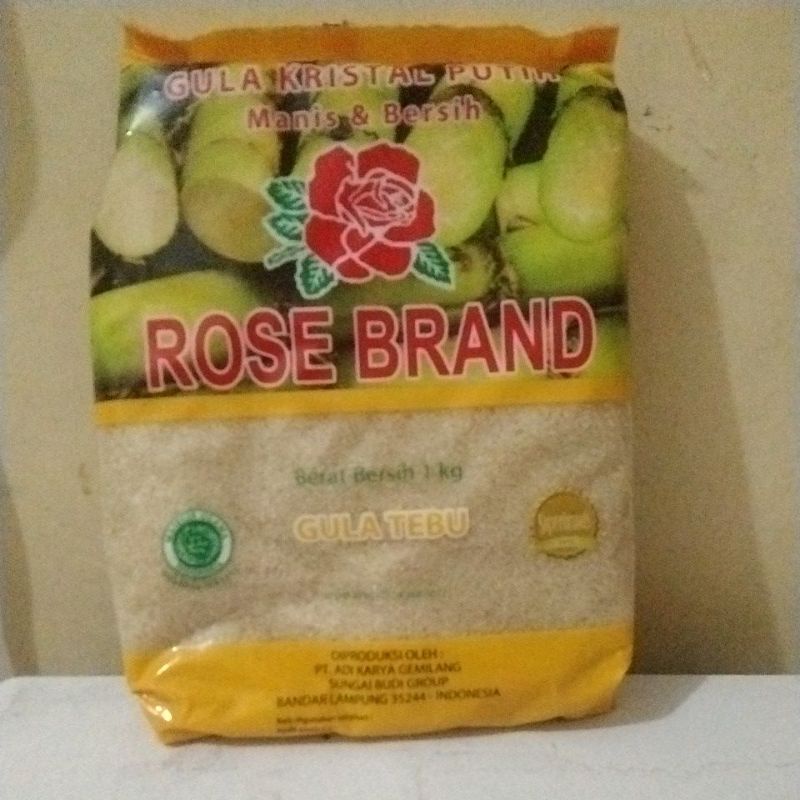 GULA KRISTAL PUTIH
Manis & Bersih
ROSE BRAND
Berat Bersih 1 kg
GULA TEBU
DIPRODUKSI OLEH :
PT. ADI KARYA GEMILANG
SUNGAI BUDI GROUP
BANDAR LAMPUNG 35244 - INDONESIA